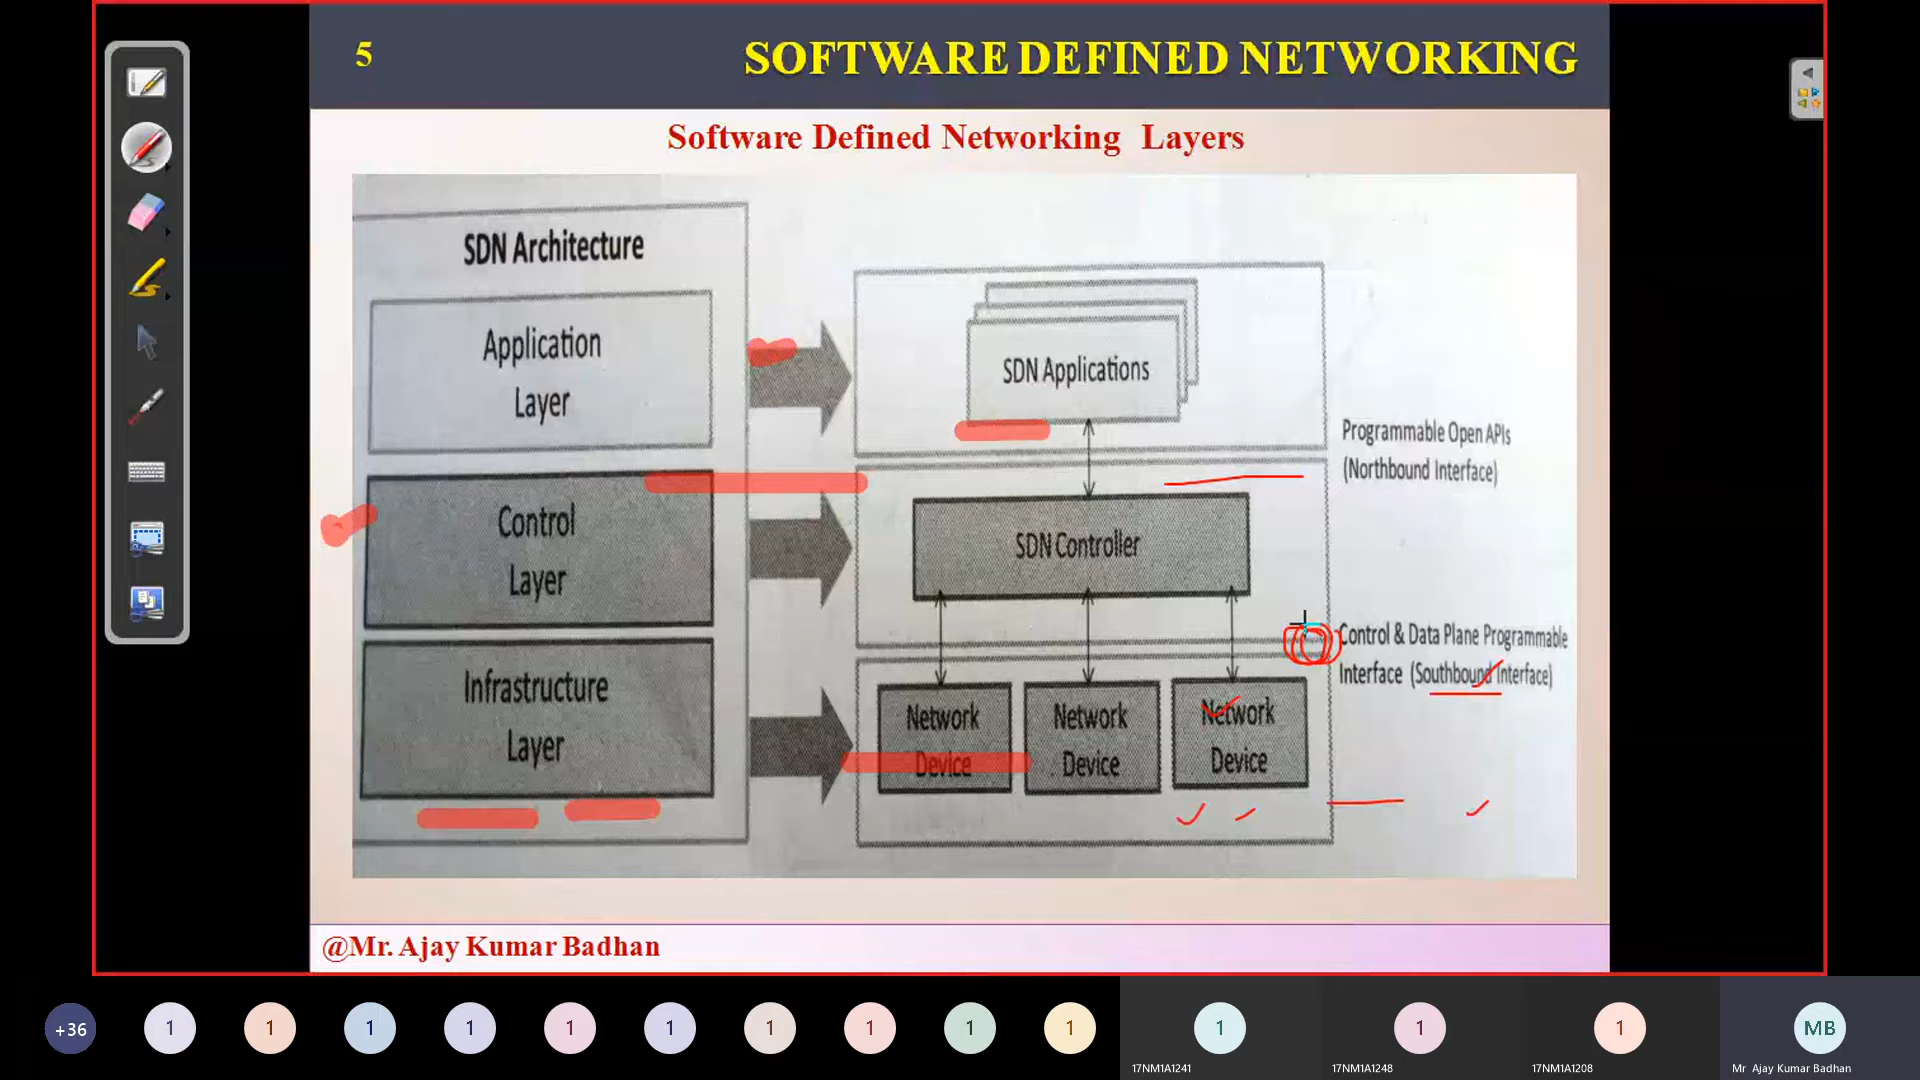 5
SOFTWARE DEFINED NETWORKING
Software Defined Networking Layers
SDN Architecture
Application
Layer
Control
Layer
Infrastructure
Layer
SDN Applications
SDN Controller
Network
Device
Network
Device
Network
Device
Programmable Open APIs
(Northbound Interface)
Control & Data Plane Programmable
Interface (Southbound Interface)
@Mr. Ajay Kumar Badhan
+36
1
1
1
1
1
1
1
1
1
1
1
1
1
MB
17NM1A1241
17NM1A1248
17NM1A1208
Mr Ajay Kumar Badhan